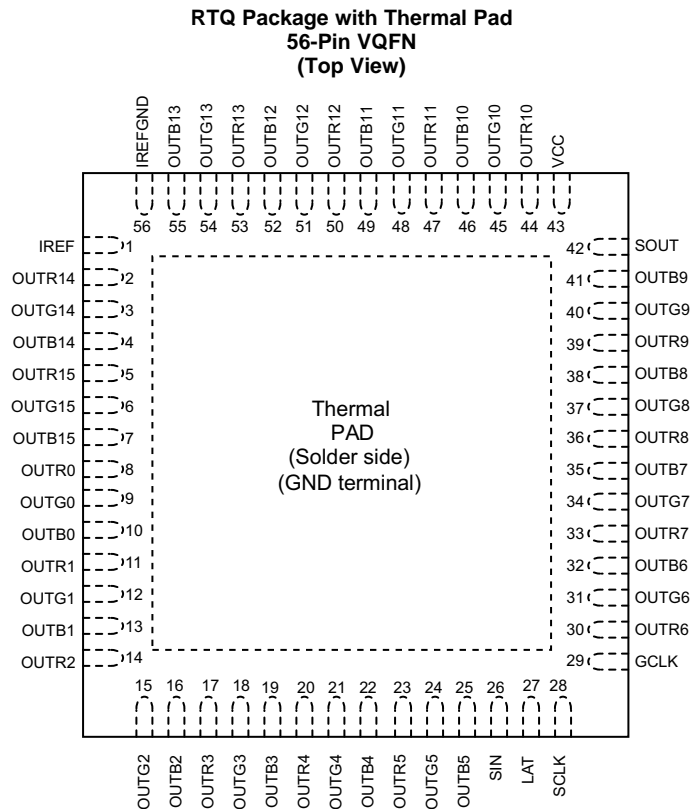 RTQ Package with Thermal Pad
56-Pin VQFN
(Top View)
IREFGND
OUTB13
OUTG13
OUTR13
OUTB12
OUTG12
OUTR12
OUTB11
OUTG11
OUTR11
OUTB10
OUTG10
OUTR10
VCC
56 55 54 53 52 51 50 49 48 47 46 45 44 43
IREF 1
OUTR14 2
OUTG14 3
OUTB14 4
OUTR15 5
OUTG15 6
OUTB15 7
OUTR0 8
OUTG0 9
OUTB0 10
OUTR1 11
OUTG1 12
OUTB1 13
OUTR2 14
Thermal
PAD
(Solder side)
(GND terminal)
42 SOUT
41 OUTB9
40 OUTG9
39 OUTR9
38 OUTB8
37 OUTG8
36 OUTR8
35 OUTB7
34 OUTG7
33 OUTR7
32 OUTB6
31 OUTG6
30 OUTR6
29 GCLK
15 16 17 18 19 20 21 22 23 24 25 26 27 28
OUTG2
OUTB2
OUTR3
OUTG3
OUTB3
OUTR4
OUTG4
OUTB4
OUTR5
OUTG5
OUTB5
SIN
LAT
SCLK